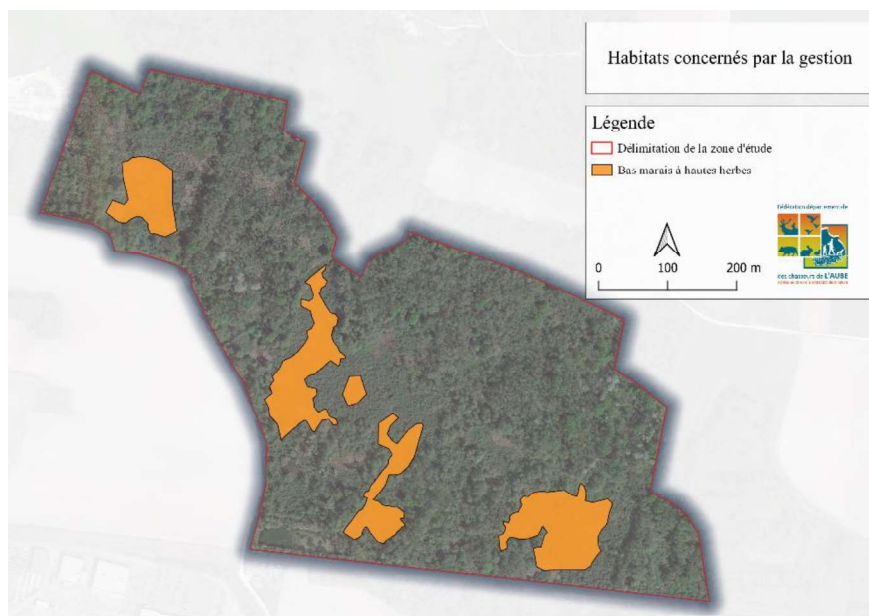 Habitats concernés par la gestion
Légende
Délimitation de la zone d'étude
Bas marais à hautes herbes
0 100 200 m
des chasseurs de L'AUBE